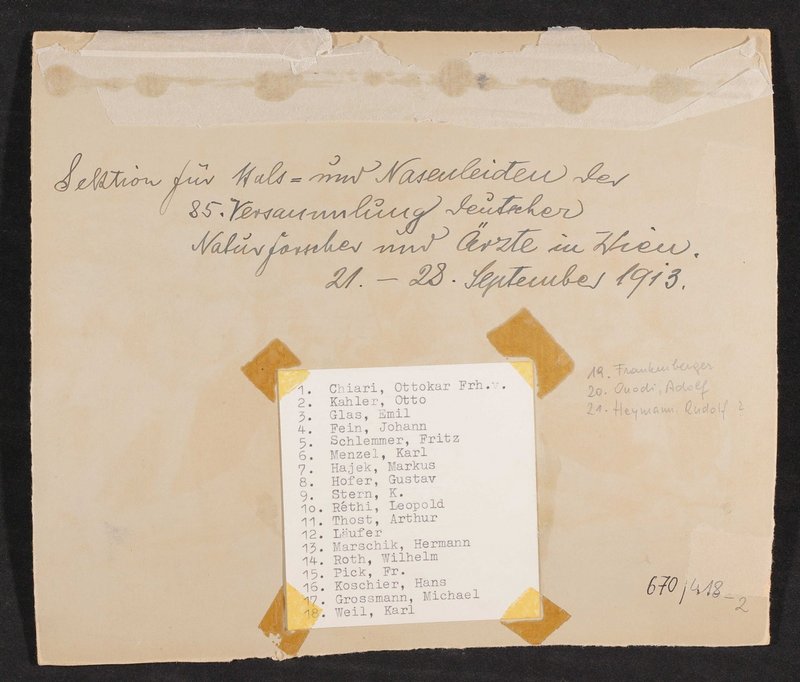 Sektion für Hals= und Nasenleiden der
85. Versammlung deutscher
Naturforscher und Ärzte in Wien.
21. – 28. September 1913.
1. Chiari, Ottokar Frh.v.
2. Kahler, Otto
3. Glas, Emil
4. Fein, Johann
5. Schlemmer, Fritz
6. Menzel, Karl
7. Hajek, Markus
8. Hofer, Gustav
9. Stern, K.
10. Réthi, Leopold
11. Thost, Arthur
12. Läufer
13. Marschik, Hermann
14. Roth, Wilhelm
15. Pick, Fr.
16. Koschier, Hans
17. Grossmann, Michael
18. Weil, Karl
19. Frankenberger
20. Onodi, Adolf
21. Heymann. Rudolf ?
670/418-2